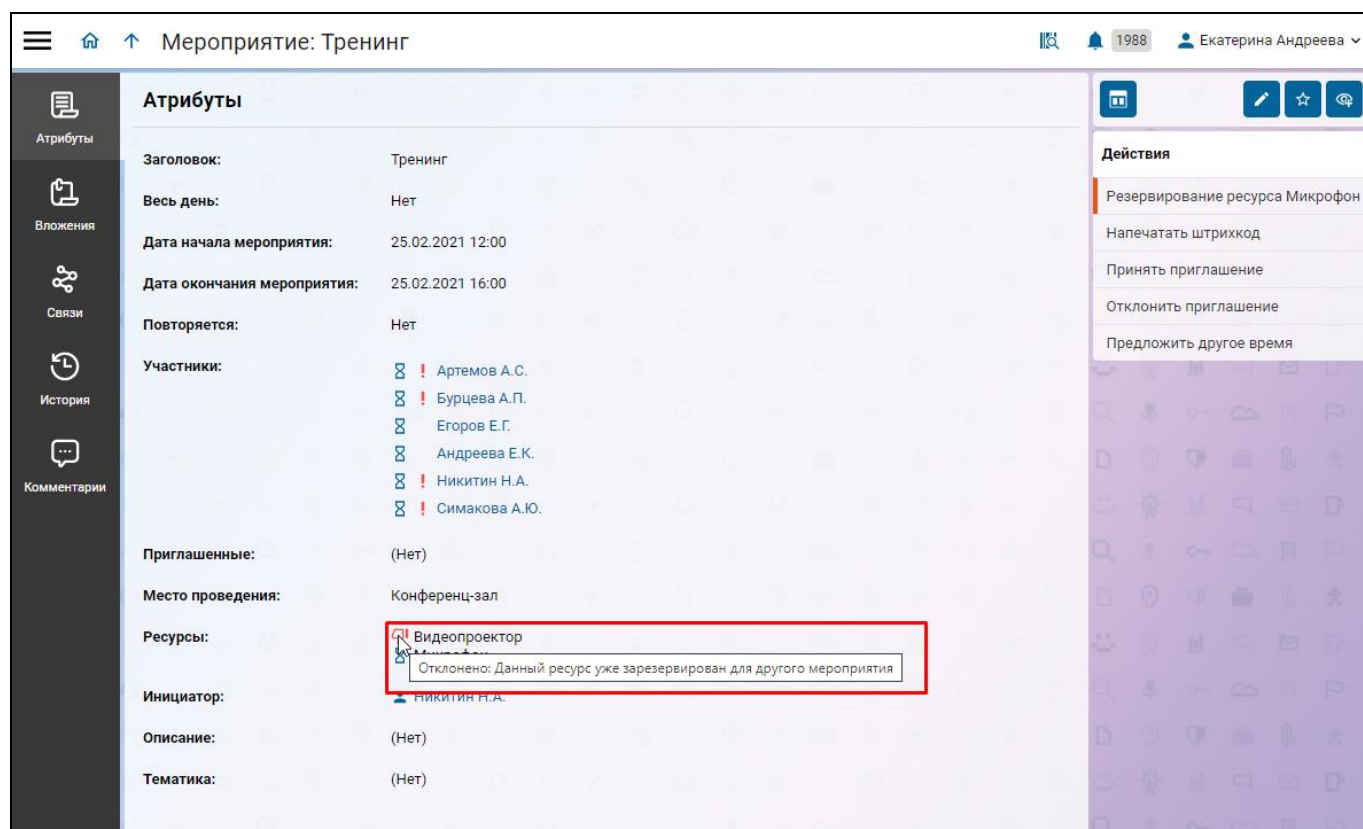 Мероприятие: Тренинг
1988
Екатерина Андреева
Атрибуты
Вложения
Связи
История
Комментарии
Атрибуты
Заголовок: Тренинг
Весь день: Нет
Дата начала мероприятия: 25.02.2021 12:00
Дата окончания мероприятия: 25.02.2021 16:00
Повторяется: Нет
Участники: ! Артемов А.С.
! Бурцева А.П.
Егоров Е.Г.
Андреева Е.К.
! Никитин Н.А.
! Симакова А.Ю.
Приглашенные: (Нет)
Место проведения: Конференц-зал
Ресурсы: Видеопроектор
Отклонено: Данный ресурс уже зарезервирован для другого мероприятия
Инициатор: Никитин Н.А.
Описание: (Нет)
Тематика: (Нет)
Действия
Резервирование ресурса Микрофон
Напечатать штрихкод
Принять приглашение
Отклонить приглашение
Предложить другое время